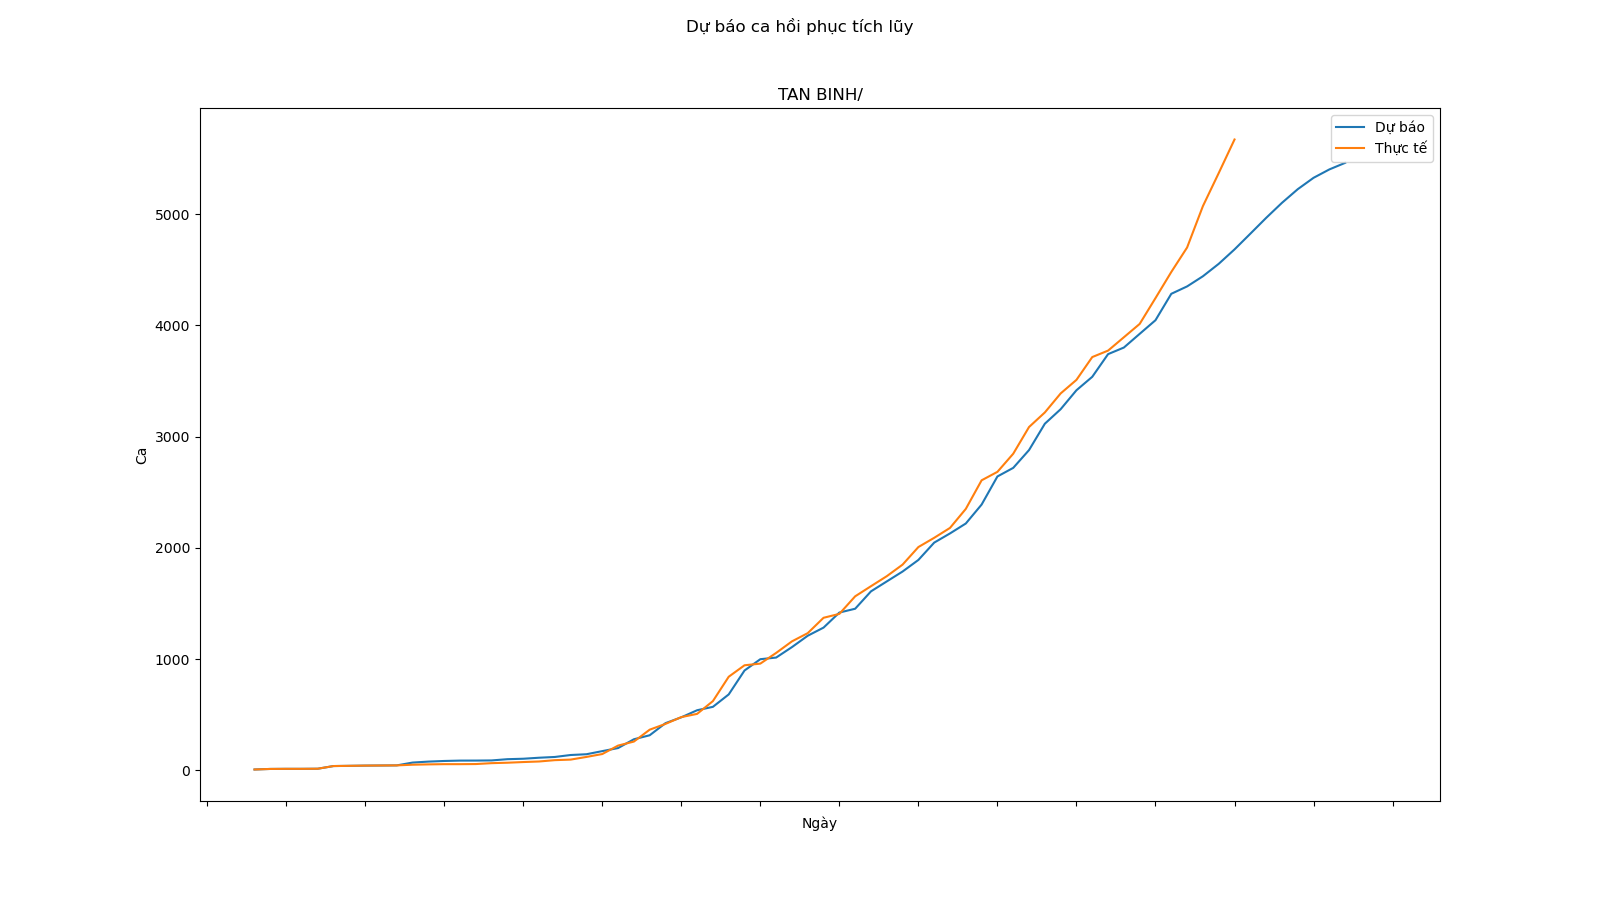 Dự báo ca hồi phục tích lũy
TAN BINH/
Dự báo
Thực tế
5000
4000
3000
2000
1000
0
Ca
Ngày